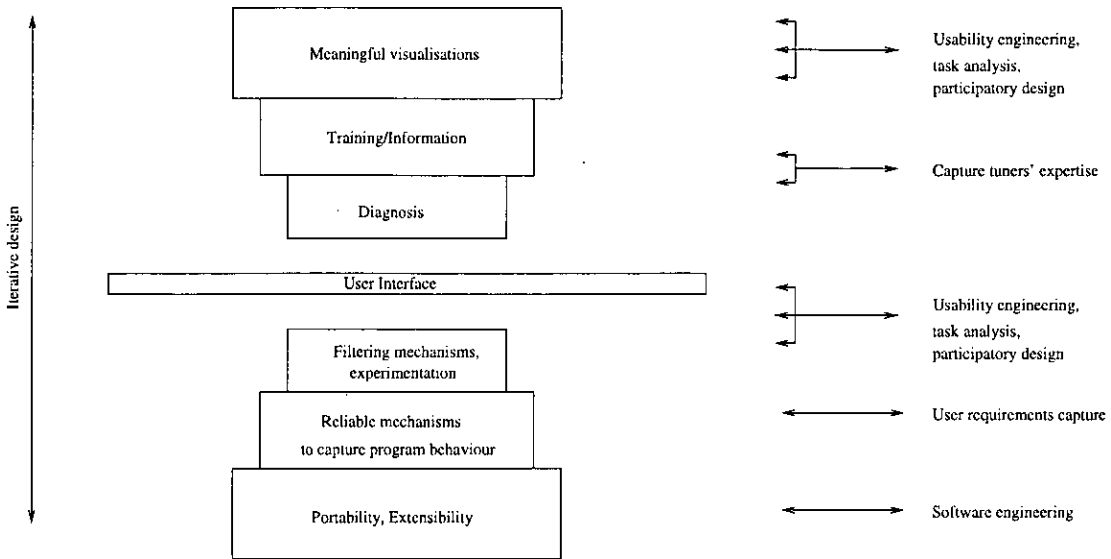 Iterative design
Meaningful visualisations
Training/Information
Diagnosis
User Interface
Filtering mechanisms,
experimentation
Reliable mechanisms
to capture program behaviour
Portability, Extensibility
Usability engineering,
task analysis,
participatory design
Capture tuners' expertise
Usability engineering,
task analysis,
participatory design
User requirements capture
Software engineering